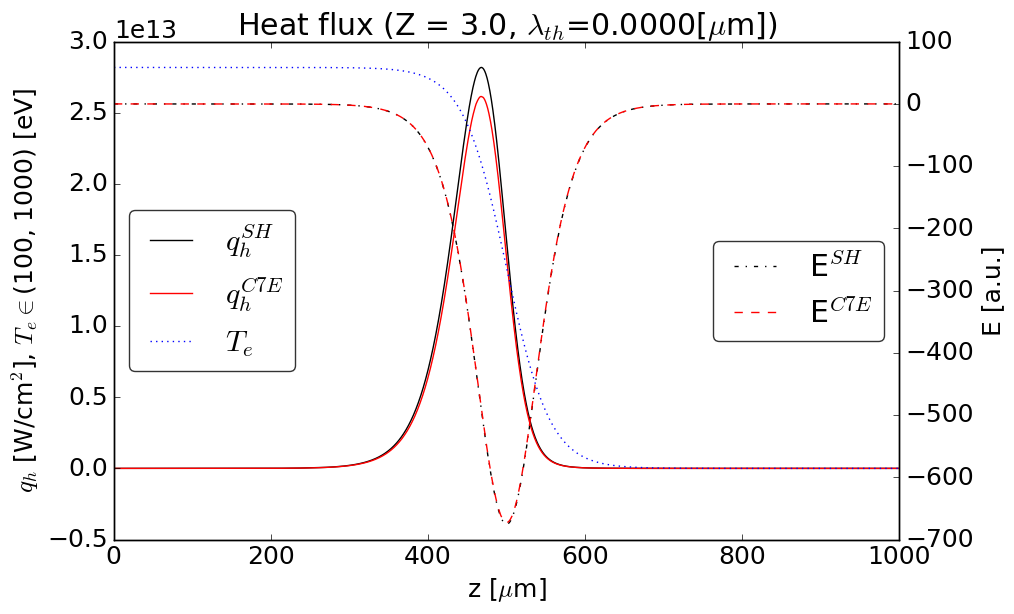 Heat flux (Z = 3.0, λ_{th}=0.0000[μm])
1e13
3.0
2.5
2.0
1.5
1.0
0.5
0.0
−0.5
q_h [W/cm²], T_e ∈ (100, 1000) [eV]
q_h^{SH}
q_h^{C7E}
T_e
E^{SH}
E^{C7E}
100
0
−100
−200
−300
−400
−500
−600
−700
E [a.u.]
0
200
400
600
800
1000
z [μm]